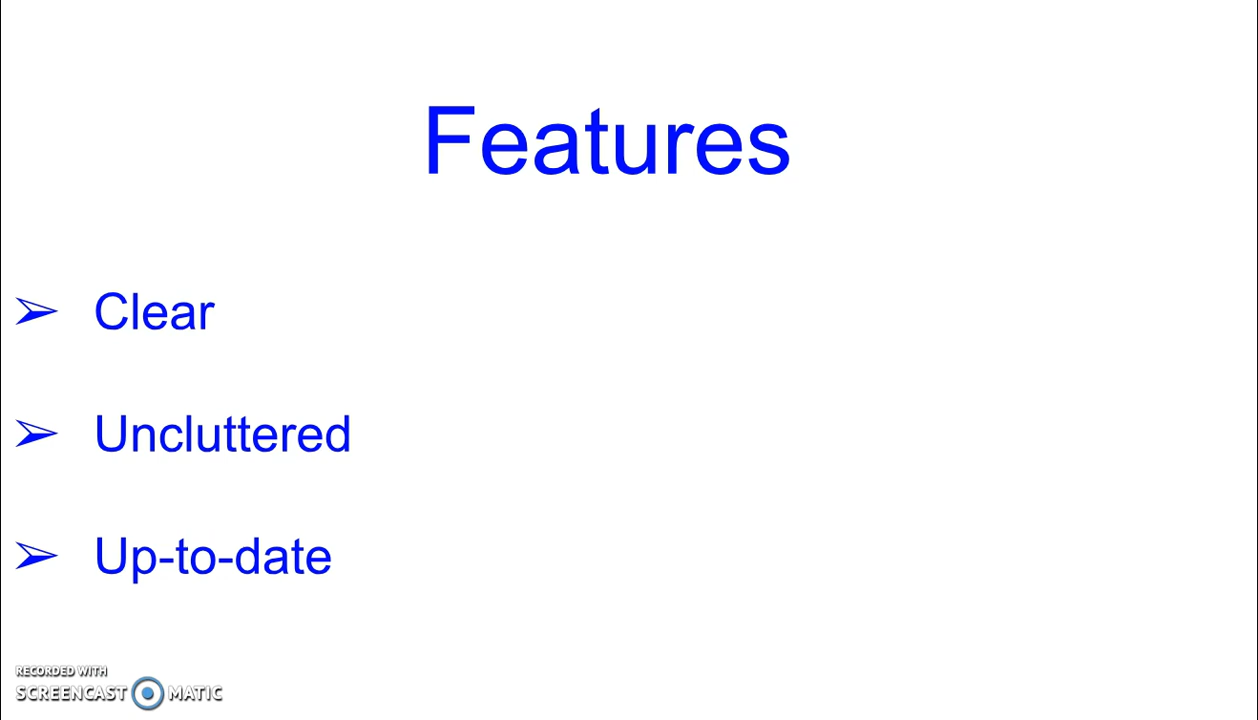 Features
➢ Clear
➢ Uncluttered
➢ Up-to-date
RECORDED WITH
SCREENCAST MATIC